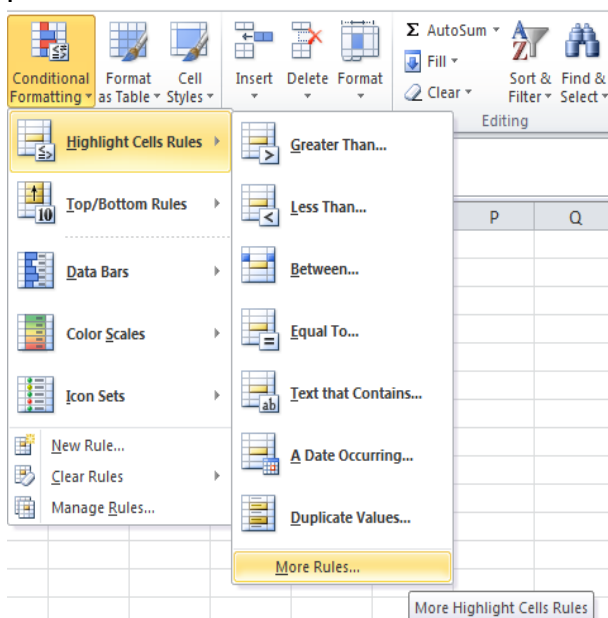 Conditional Formatting
Format as Table
Cell Styles
Insert
Delete
Format
Σ AutoSum
Fill
Clear
Sort & Filter
Find & Select
Editing
Highlight Cells Rules
Top/Bottom Rules
Data Bars
Color Scales
Icon Sets
New Rule...
Clear Rules
Manage Rules...
Greater Than...
Less Than...
Between...
Equal To...
Text that Contains...
A Date Occurring...
Duplicate Values...
More Rules...
More Highlight Cells Rules
P
Q